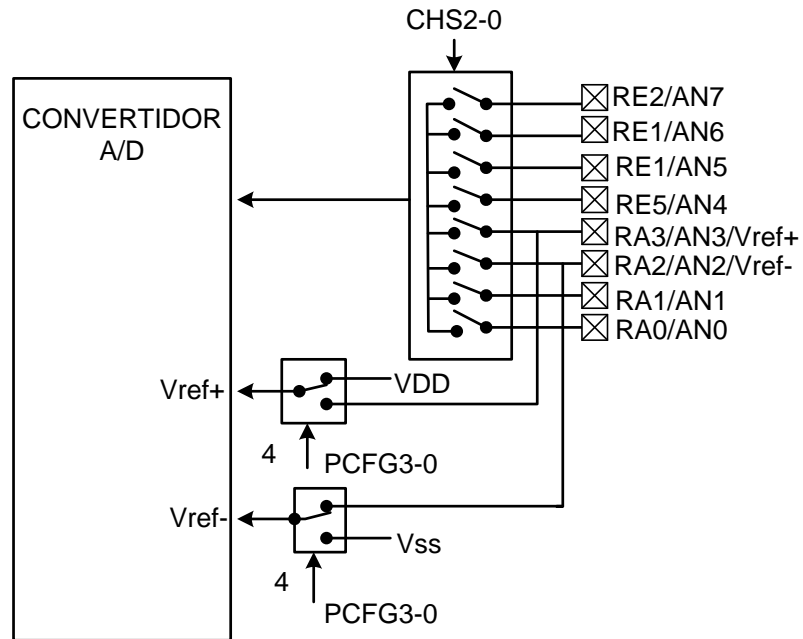 CHS2-0
CONVERTIDOR
A/D
RE2/AN7
RE1/AN6
RE1/AN5
RE5/AN4
RA3/AN3/Vref+
RA2/AN2/Vref-
RA1/AN1
RA0/AN0
Vref+
VDD
4
PCFG3-0
Vref-
Vss
4
PCFG3-0